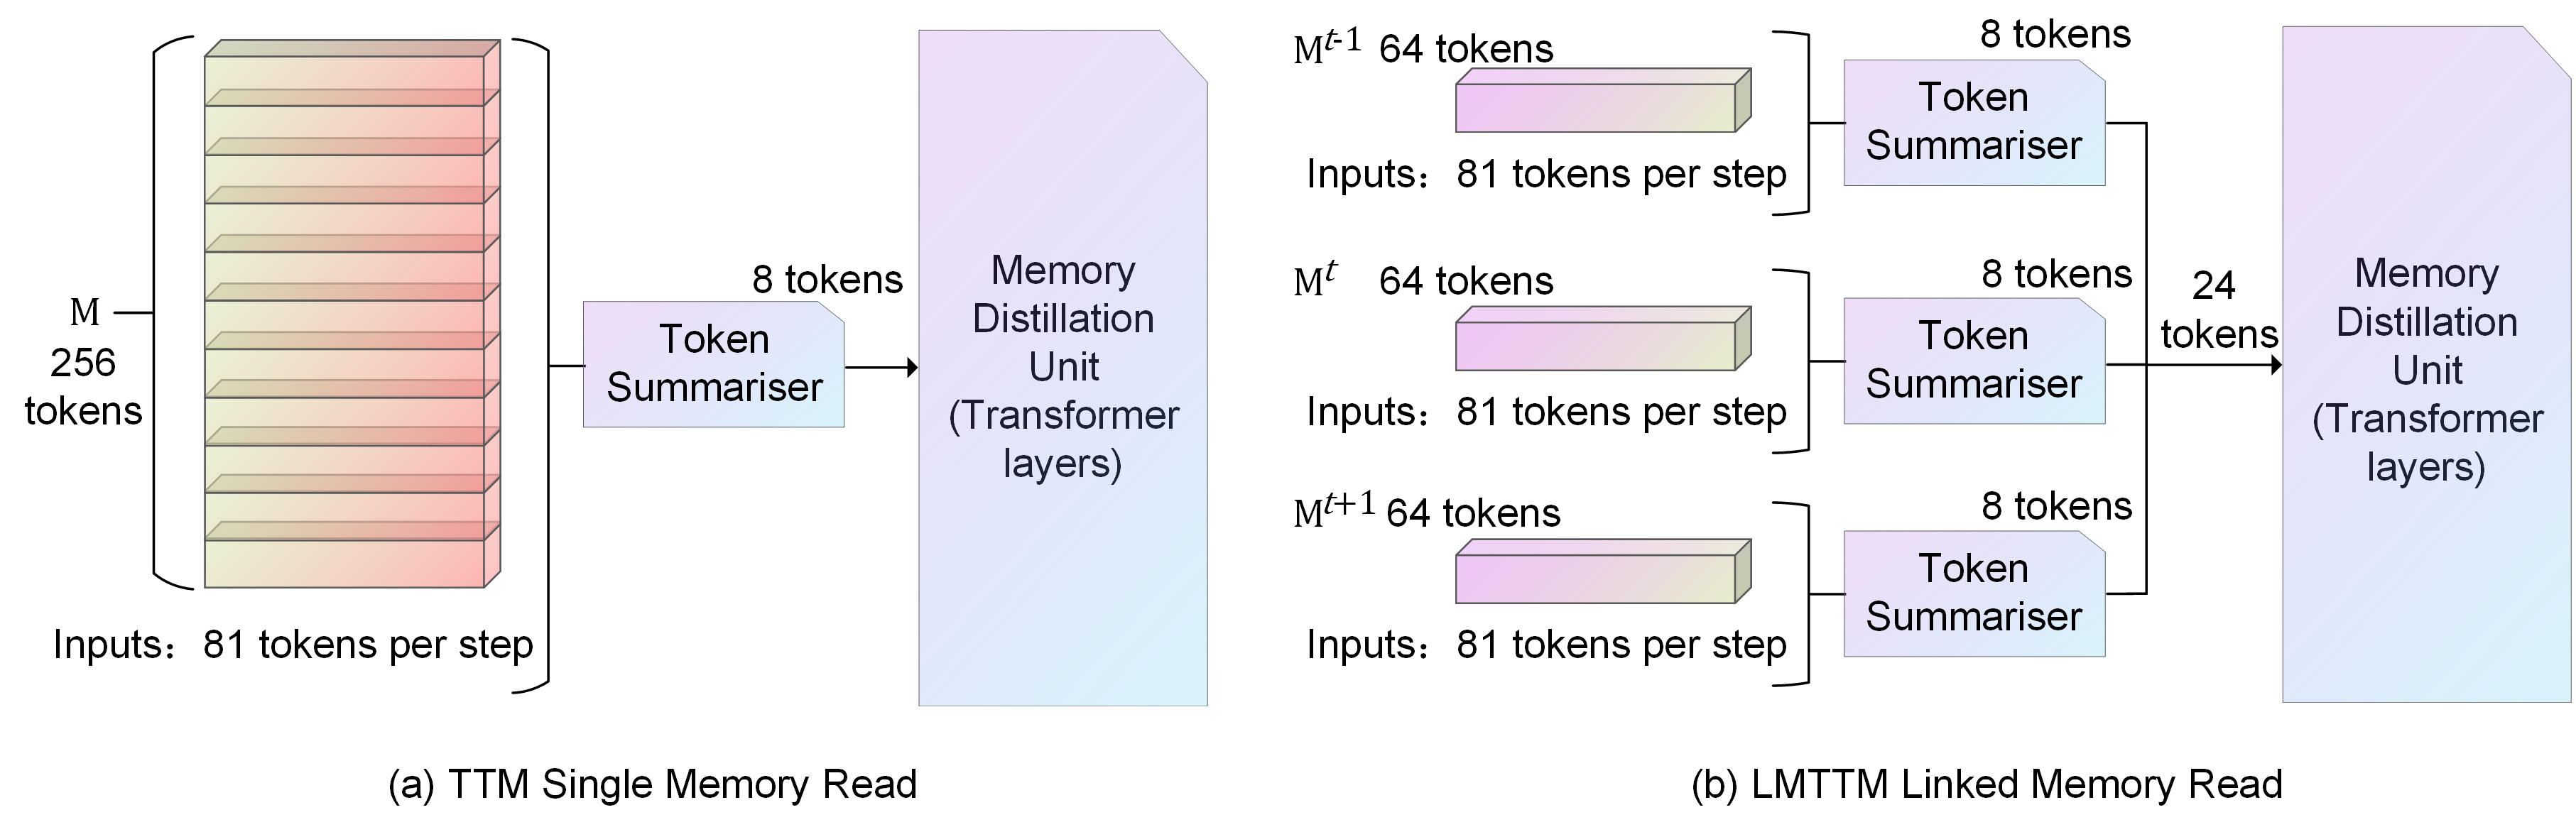 M
256
tokens
Inputs：81 tokens per step
8 tokens
Token
Summariser
Memory
Distillation
Unit
(Transformer
layers)
(a) TTM Single Memory Read
M^{t-1} 64 tokens
Inputs：81 tokens per step
8 tokens
Token
Summariser
M^{t} 64 tokens
Inputs：81 tokens per step
8 tokens
Token
Summariser
M^{t+1} 64 tokens
Inputs：81 tokens per step
8 tokens
Token
Summariser
24
tokens
Memory
Distillation
Unit
(Transformer
layers)
(b) LMTTM Linked Memory Read